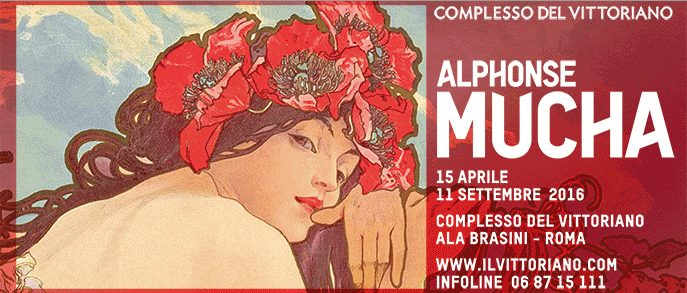 COMPLESSO DEL VITTORIANO
ALPHONSE
MUCHA
15 APRILE
11 SETTEMBRE 2016
COMPLESSO DEL VITTORIANO
ALA BRASINI - ROMA
WWW.ILVITTORIANO.COM
INFOLINE 06 87 15 111